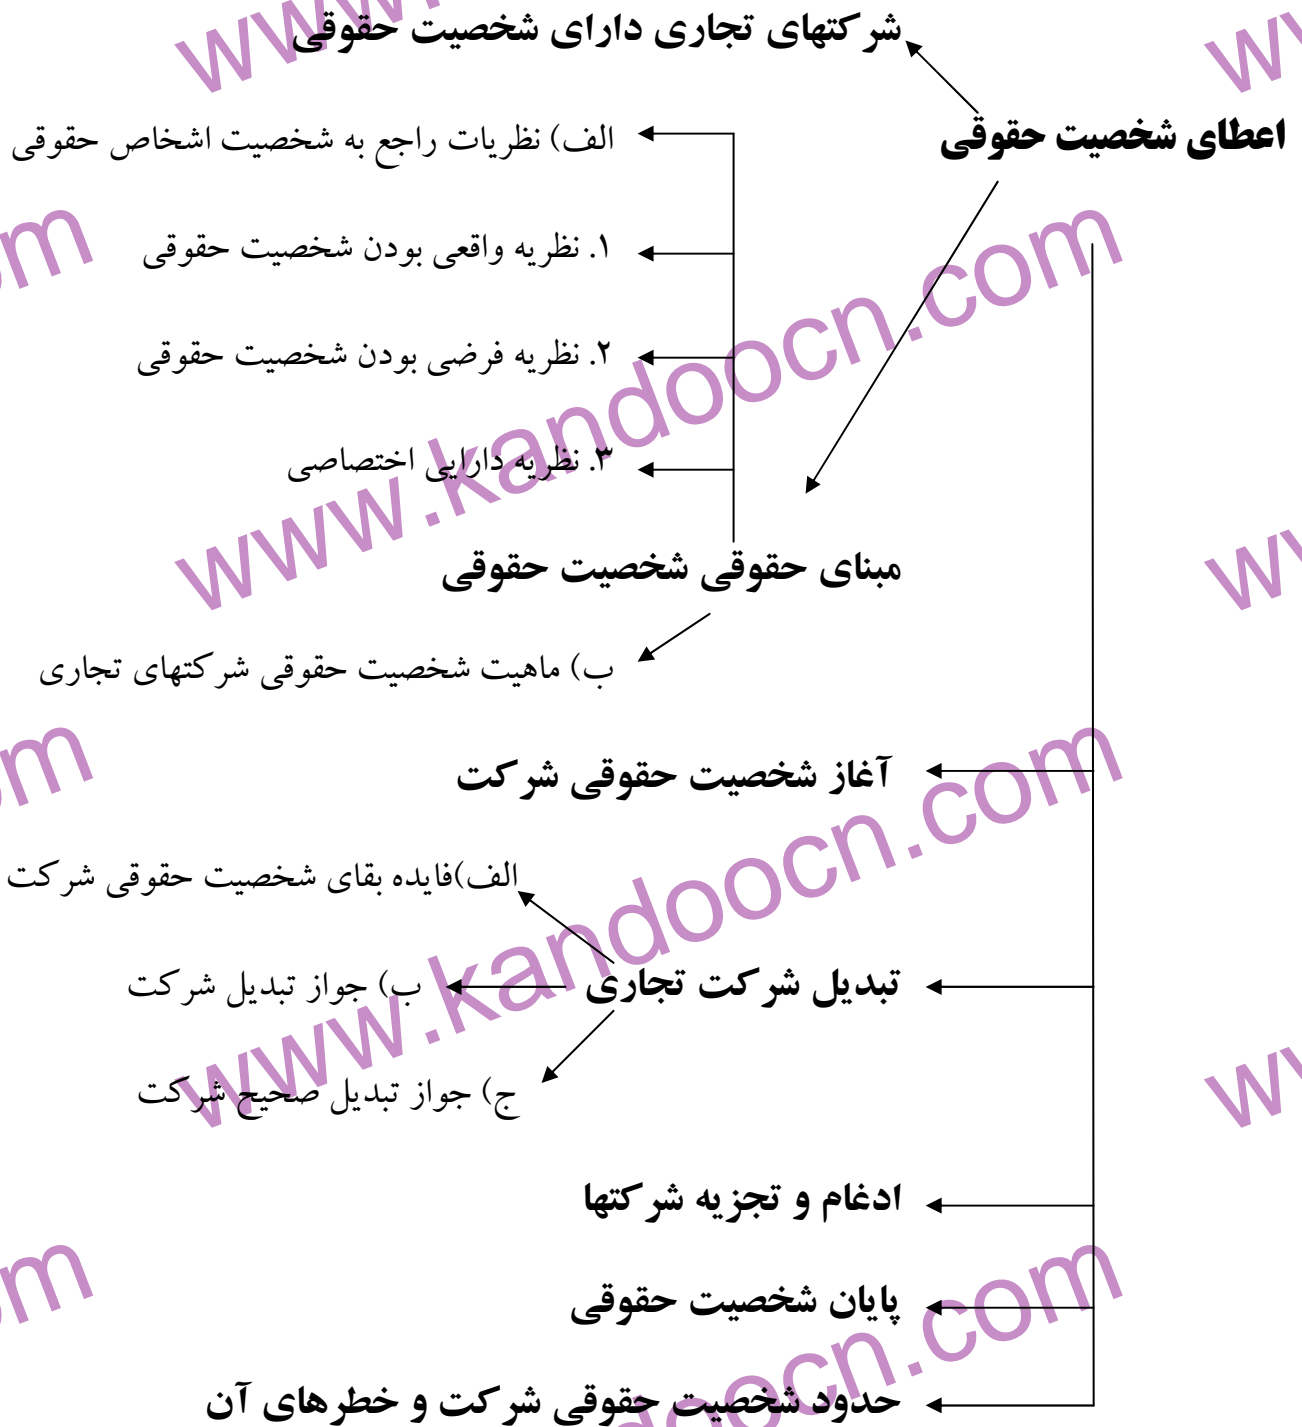 شرکتهای تجاری دارای شخصیت حقوقی
اعطای شخصیت حقوقی
الف) نظریات راجع به شخصیت اشخاص حقوقی
۱. نظریه واقعی بودن شخصیت حقوقی
۲. نظریه فرضی بودن شخصیت حقوقی
۳. نظریه دارایی اختصاصی
مبنای حقوقی شخصیت حقوقی
ب) ماهیت شخصیت حقوقی شرکتهای تجاری
آغاز شخصیت حقوقی شرکت
الف)فایده بقای شخصیت حقوقی شرکت
تبدیل شرکت تجاری
ب) جواز تبدیل شرکت
ج) جواز تبدیل صحیح شرکت
ادغام و تجزیه شرکتها
پایان شخصیت حقوقی
حدود شخصیت حقوقی شرکت و خطرهای آن
www.kandoocn.com
www.kandoocn.com